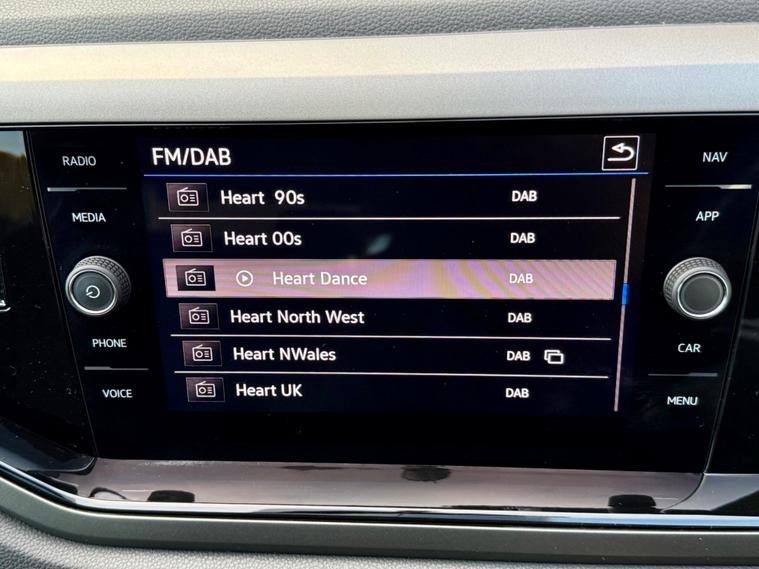 FM/DAB
RADIO
MEDIA
PHONE
VOICE
Heart 90s DAB
Heart 00s DAB
Heart Dance DAB
Heart North West DAB
Heart NWales DAB
Heart UK DAB
NAV
APP
CAR
MENU